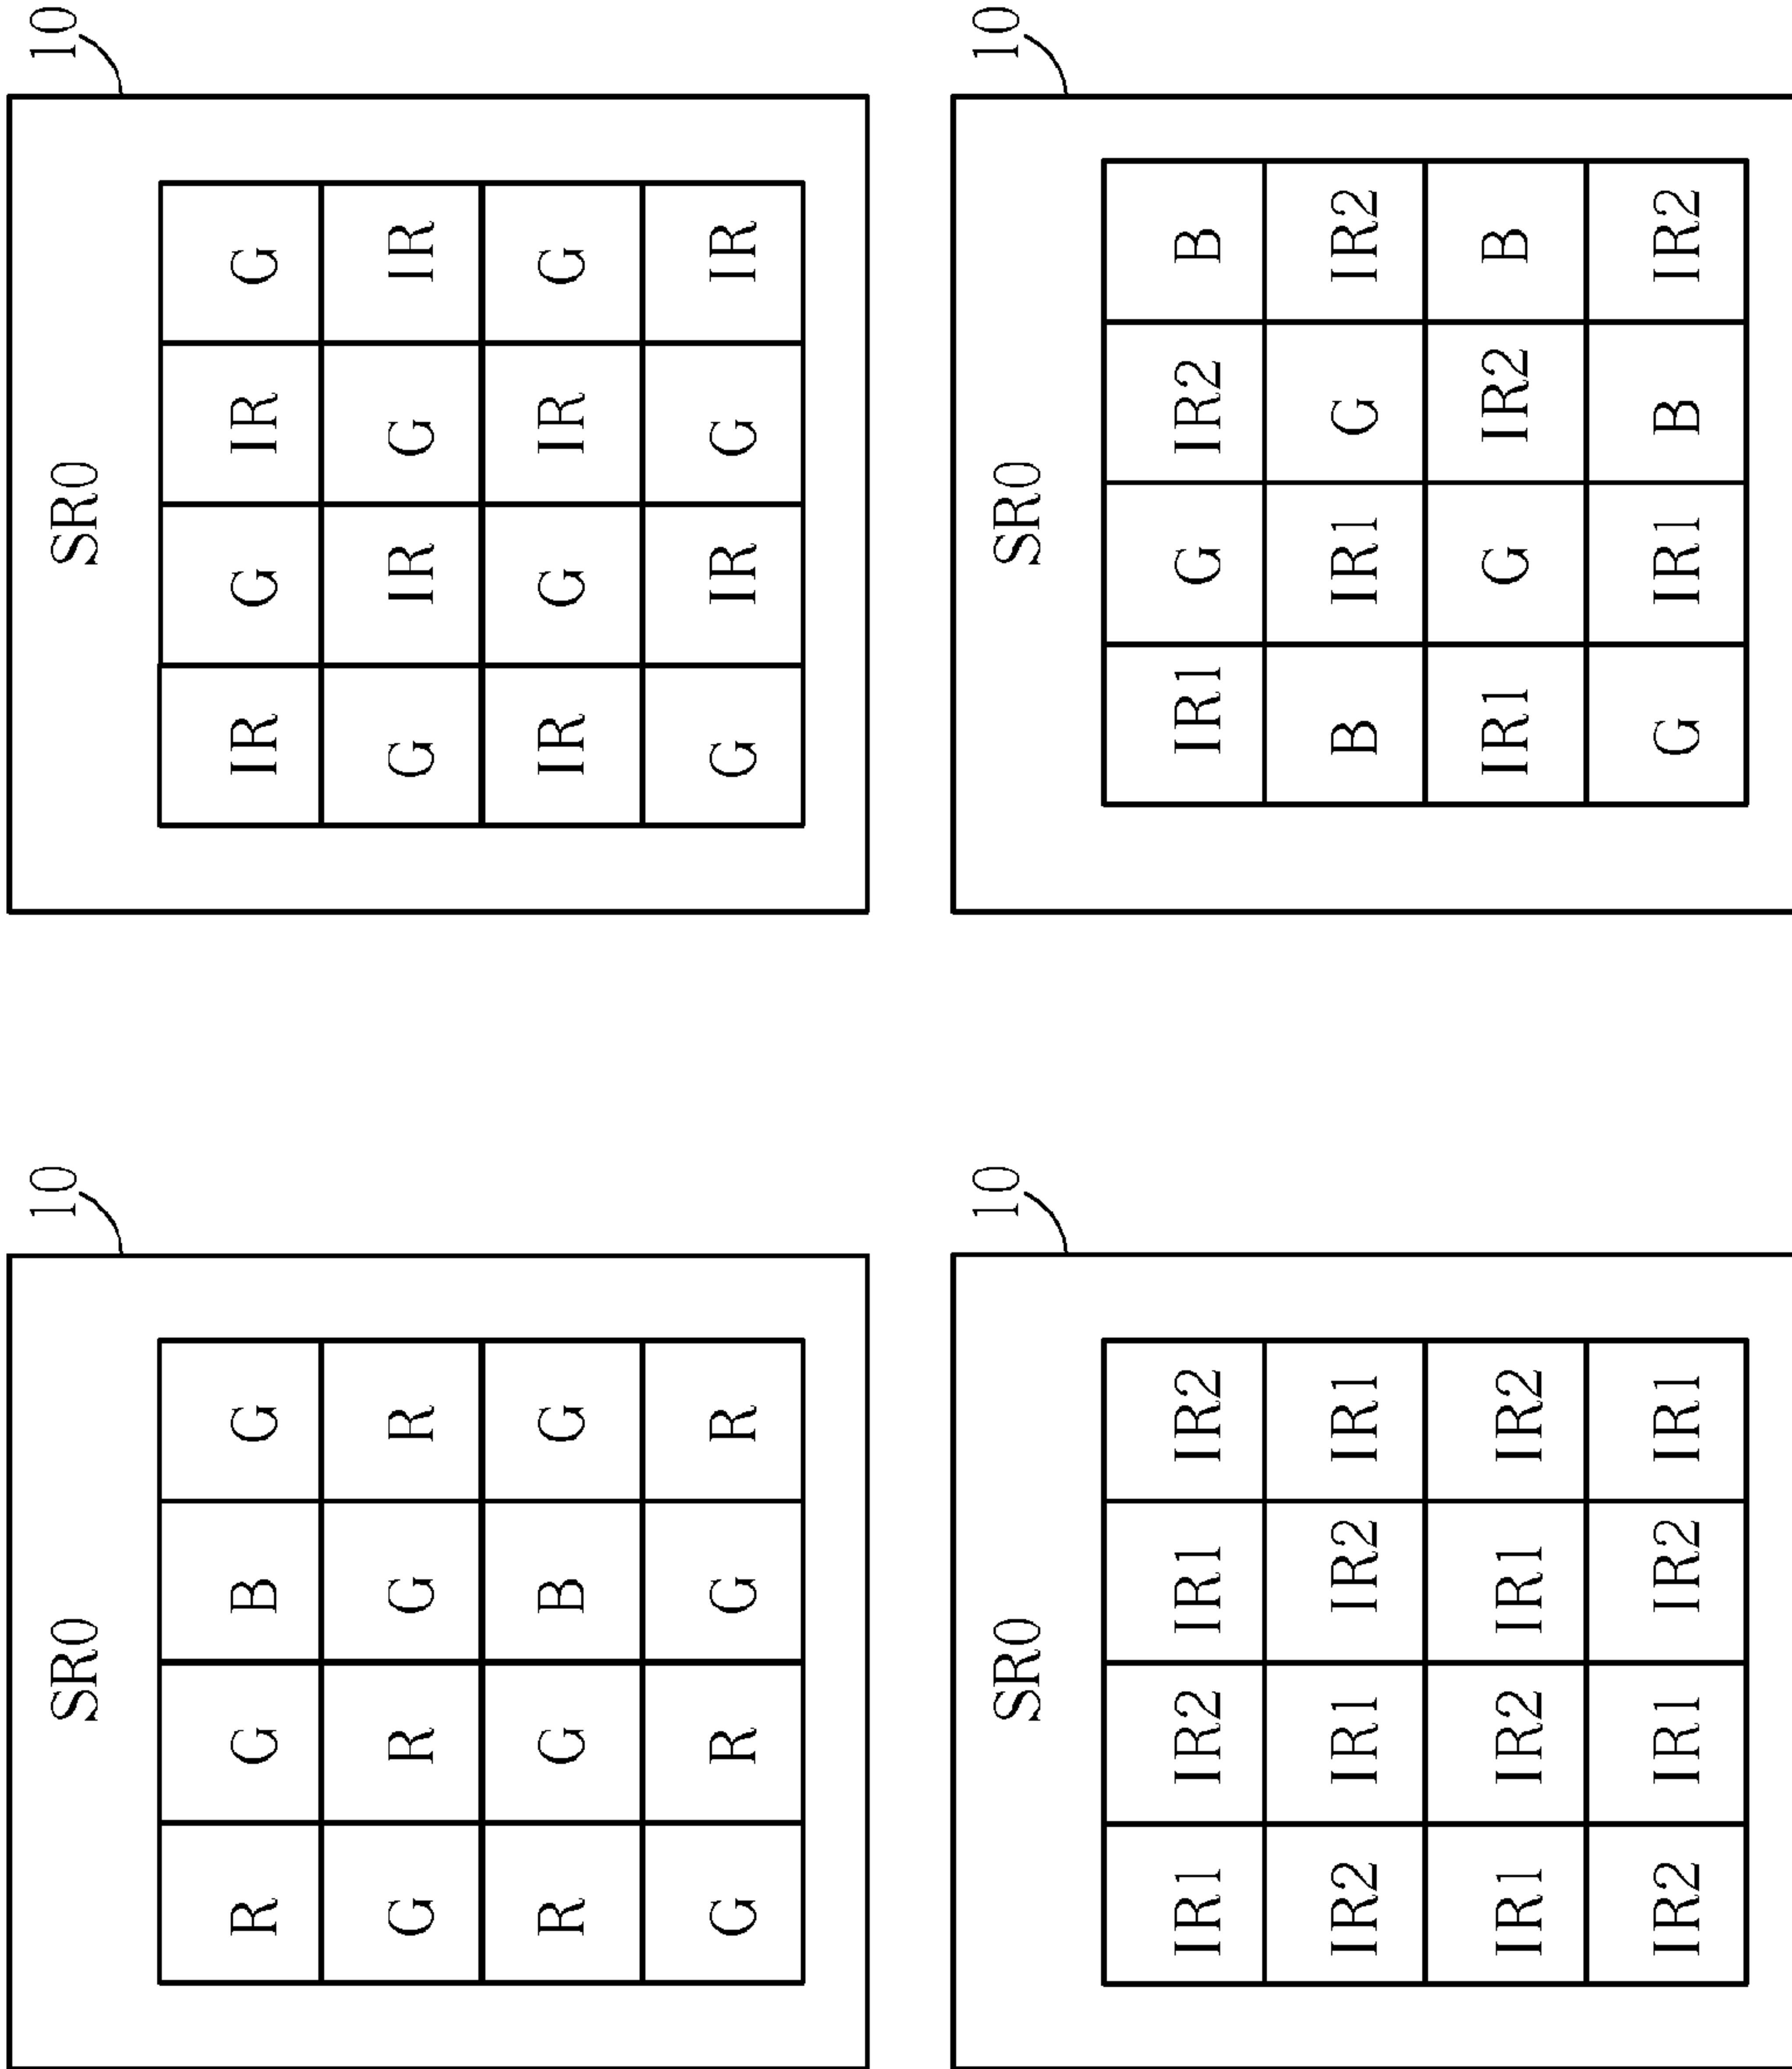 10
SR0
R G B G
G R G R
R G B G
G R G R
10
SR0
IR G IR G
G IR G IR
IR G IR G
G IR G IR
10
SR0
IR1 IR2 IR1 IR2
IR2 IR1 IR2 IR1
IR1 IR2 IR1 IR2
IR2 IR1 IR2 IR1
10
SR0
IR1 G IR2 B
B IR1 G IR2
IR1 G IR2 B
G IR1 B IR2